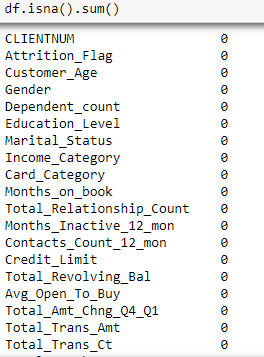 df.isna().sum()
CLIENTNUM 0
Attrition_Flag 0
Customer_Age 0
Gender 0
Dependent_count 0
Education_Level 0
Marital_Status 0
Income_Category 0
Card_Category 0
Months_on_book 0
Total_Relationship_Count 0
Months_Inactive_12_mon 0
Contacts_Count_12_mon 0
Credit_Limit 0
Total_Revolving_Bal 0
Avg_Open_To_Buy 0
Total_Amt_Chng_Q4_Q1 0
Total_Trans_Amt 0
Total_Trans_Ct 0